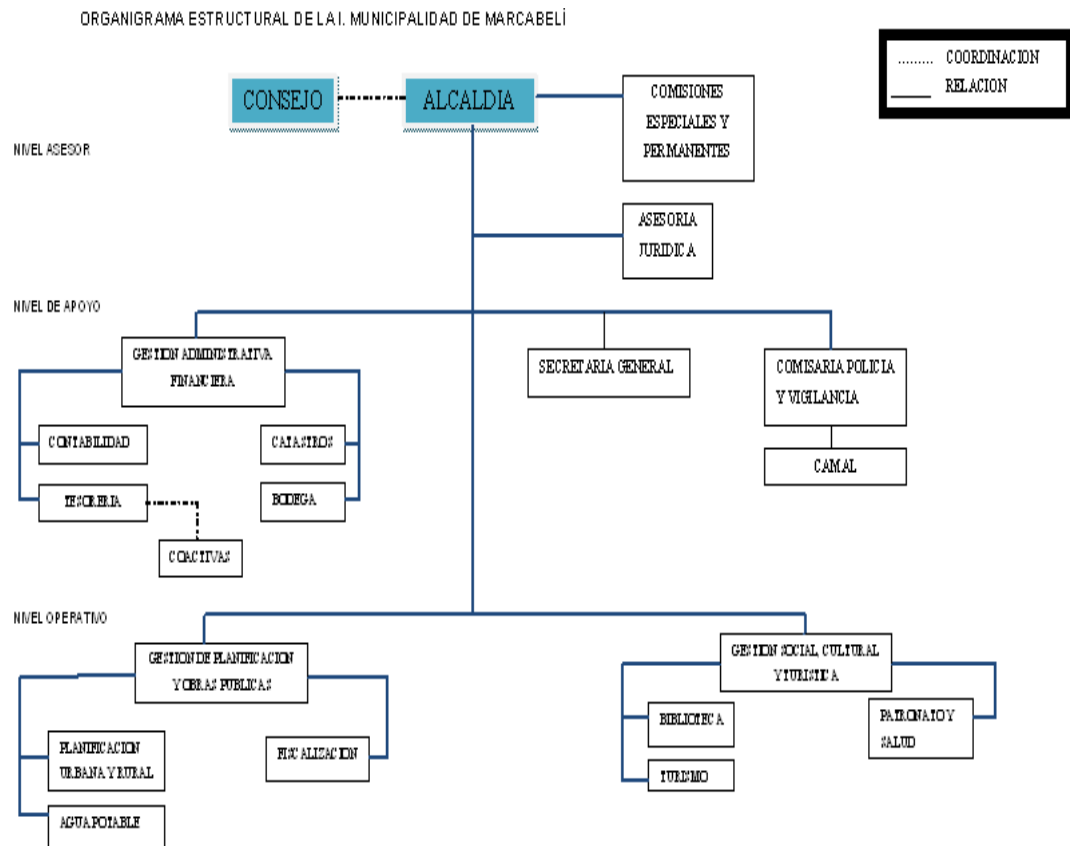 ORGANIGRAMA ESTRUCTURAL DE LA I. MUNICIPALIDAD DE MARCABELÍ
......... COORDINACION
_____ RELACION
CONSEJO
ALCALDIA
COMISIONES
ESPECIALES Y
PERMANENTES
NIVEL ASESOR
ASESORIA
JURIDICA
NIVEL DE APOYO
GESTION ADMINISTRATIVA
FINANCIERA
SECRETARIA GENERAL
COMISARIA POLICIA
Y VIGILANCIA
CONTABILIDAD
CATASTROS
CAMAL
TESORERIA
BODEGA
COACTIVAS
NIVEL OPERATIVO
GESTION DE PLANIFICACION
Y OBRAS PUBLICAS
GESTION SOCIAL, CULTURAL
Y TURISTICA
PLANIFICACION
URBANA Y RURAL
FISCALIZACION
BIBLIOTECA
PATRONATO Y
SALUD
TURISMO
AGUA POTABLE